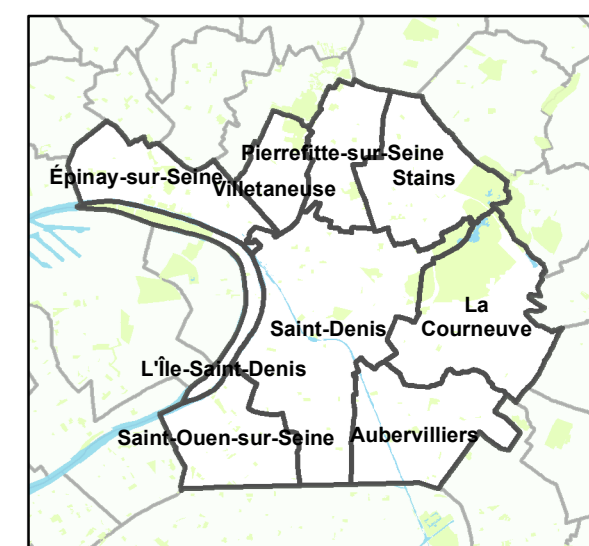 Pierrefitte-sur-Seine
Épinay-sur-Seine
Villetaneuse
Stains
La
Courneuve
Saint-Denis
L'Île-Saint-Denis
Saint-Ouen-sur-Seine
Aubervilliers